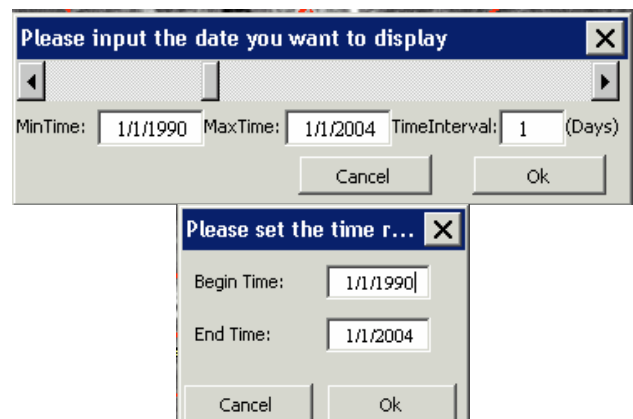 Please input the date you want to display
MinTime: 1/1/1990 MaxTime: 1/1/2004 TimeInterval: 1 (Days)
Cancel Ok
Please set the time r...
Begin Time: 1/1/1990
End Time: 1/1/2004
Cancel Ok